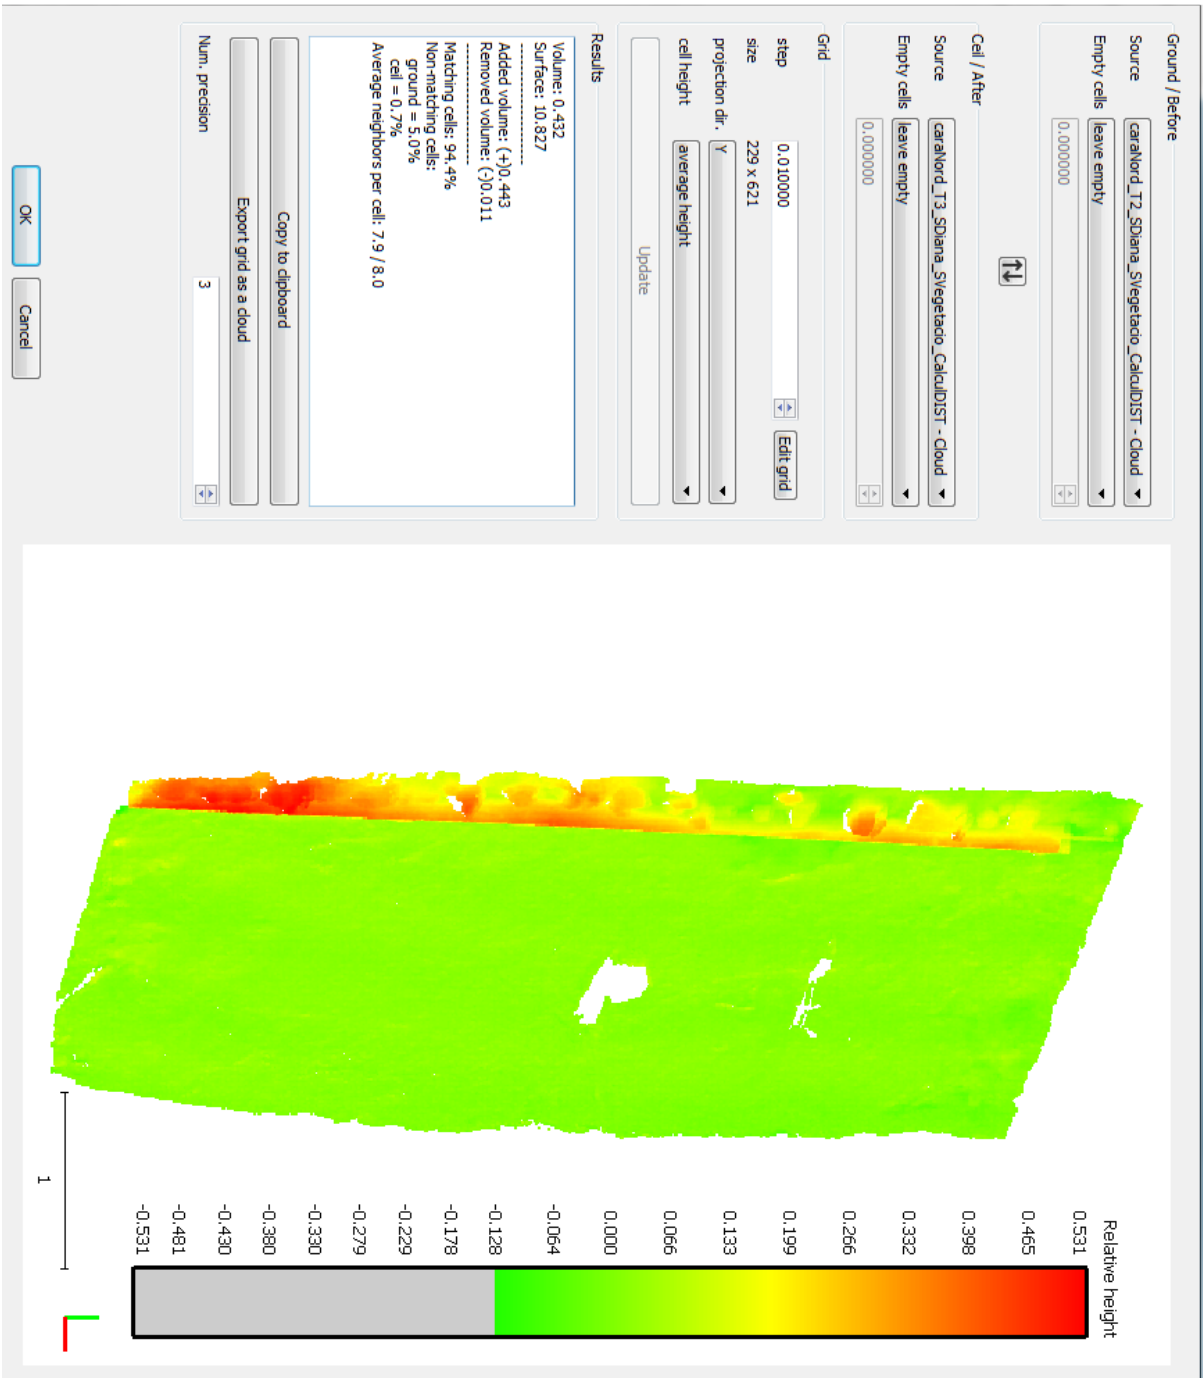 Ground / Before
Source caraNord_T2_SDiana_SVegetacio_CalculDIST - Cloud
Empty cells leave empty
0.000000
Ceil / After
Source caraNord_T3_SDiana_SVegetacio_CalculDIST - Cloud
Empty cells leave empty
0.000000
Grid
step 0.010000 Edit grid
size 229 x 621
projection dir. Y
cell height average height
Update
Results
Volume: 0.432
Surface: 10.827
----------------------
Added volume: (+)0.443
Removed volume: (-)0.011
----------------------
Matching cells: 94.4%
Non-matching cells:
ground = 5.0%
ceil = 0.7%
Average neighbors per cell: 7.9 / 8.0
Copy to clipboard
Export grid as a cloud
Num. precision 3
OK Cancel
Relative height
0.531
0.465
0.398
0.332
0.266
0.199
0.133
0.066
0.000
-0.064
-0.128
-0.178
-0.229
-0.279
-0.330
-0.380
-0.430
-0.481
-0.531
1